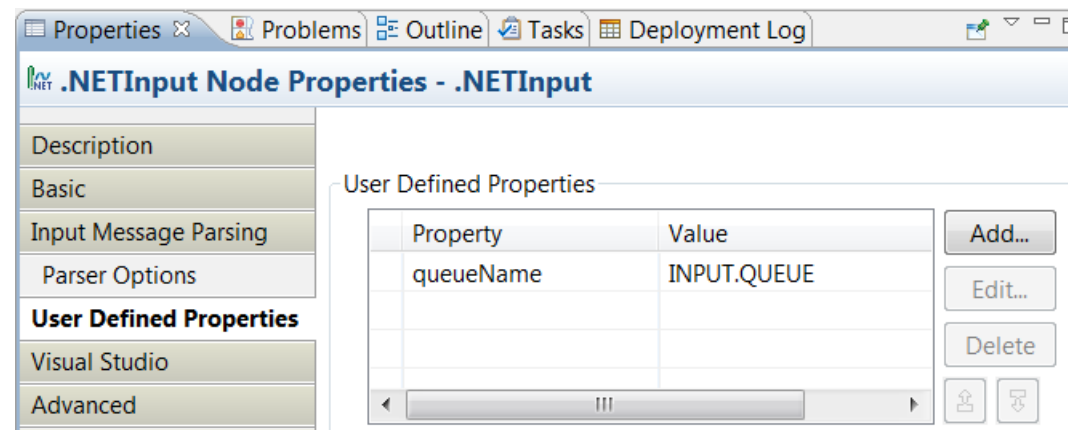 Properties Problems Outline Tasks Deployment Log
.NET .NETInput Node Properties - .NETInput
Description
Basic
Input Message Parsing
Parser Options
User Defined Properties
Visual Studio
Advanced
User Defined Properties
Property Value
queueName INPUT.QUEUE
Add...
Edit...
Delete